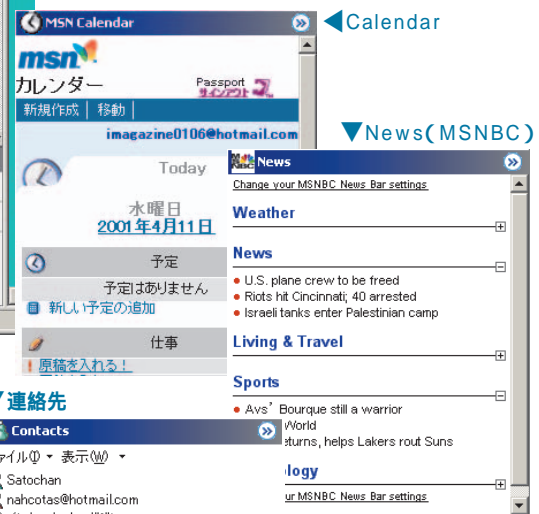 MSN Calendar
◀Calendar
msn
カレンダー
Passport
サインアウト
新規作成 | 移動 |
imagazine0106@hotmail.com
Today
水曜日
2001年4月11日
予定
予定はありません
新しい予定の追加
仕事
! 原稿を入れる!
▼News(MSNBC)
News
Change your MSNBC News Bar settings
Weather
News
• U.S. plane crew to be freed
• Riots hit Cincinnati; 40 arrested
• Israeli tanks enter Palestinian camp
Living & Travel
Sports
• Avs' Bourque still a warrior
World
eturns, helps Lakers rout Suns
ology
ur MSNBC News Bar settings
連絡先
Contacts
ァイル(I) 表示(W)
Satochan
nahcotas@hotmail.com